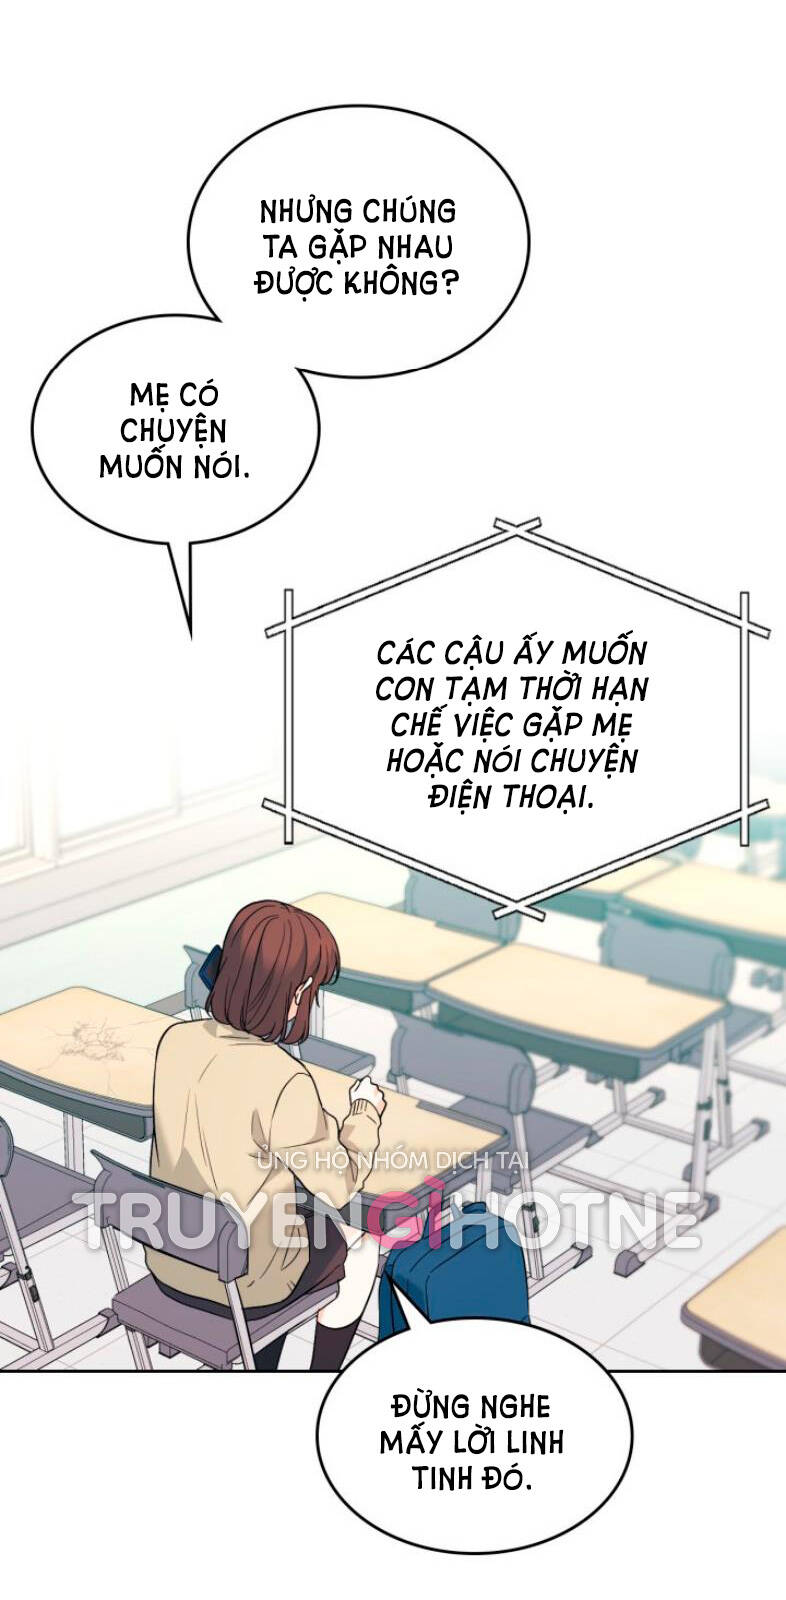 NHƯNG CHÚNG
TA GẶP NHAU
ĐƯỢC KHÔNG?
MẸ CÓ
CHUYỆN
MUỐN NÓI.
CÁC CẬU ẤY MUỐN
CON TẠM THỜI HẠN
CHẾ VIỆC GẶP MẸ
HOẶC NÓI CHUYỆN
ĐIỆN THOẠI.
ỦNG HỘ NHÓM DỊCH TẠI
TRUYENGÌHOTNE
ĐỪNG NGHE
MẤY LỜI LINH
TINH ĐÓ.